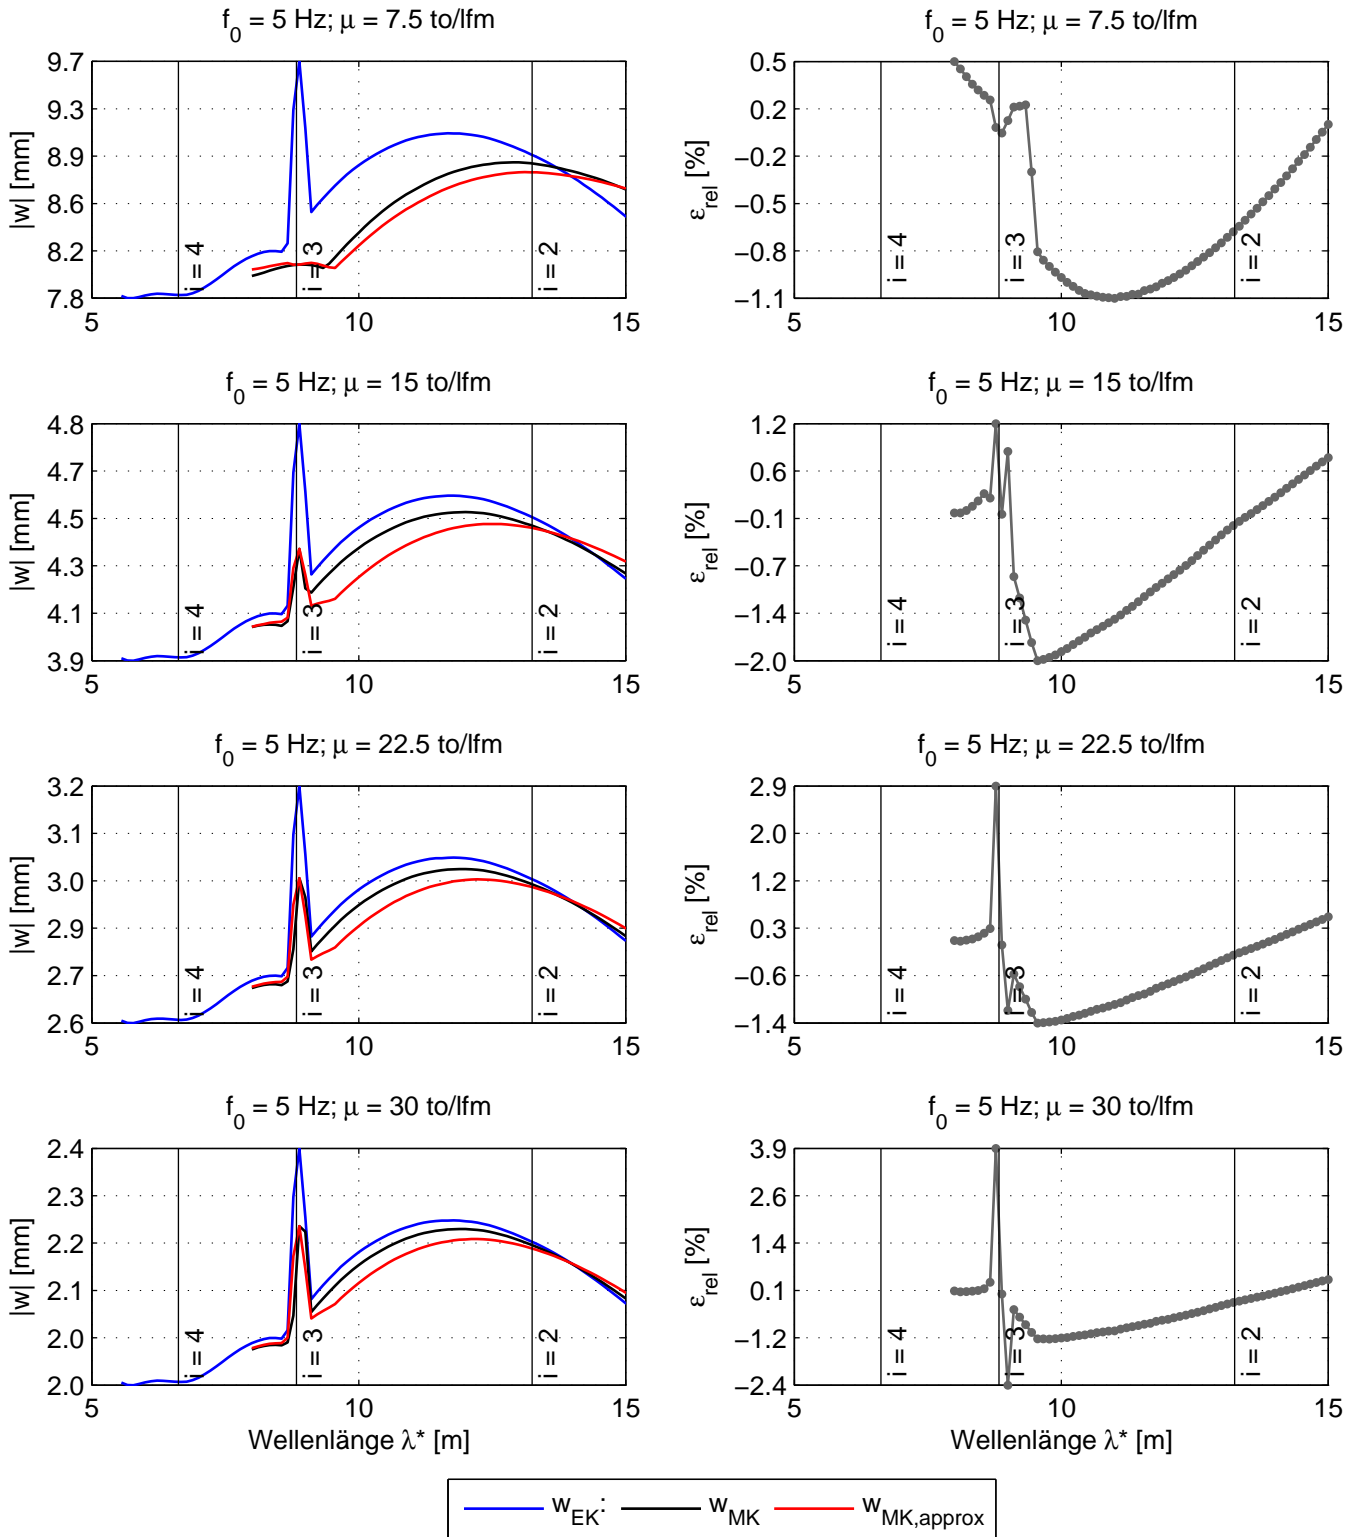 f0 = 5 Hz; μ = 7.5 to/lfm
9.7
9.3
8.9
8.6
8.2
7.8
|w| [mm]
i = 4
i = 3
i = 2
5
10
15
f0 = 5 Hz; μ = 7.5 to/lfm
0.5
0.2
−0.2
−0.5
−0.8
−1.1
εrel [%]
i = 4
i = 3
i = 2
5
10
15
f0 = 5 Hz; μ = 15 to/lfm
4.8
4.7
4.5
4.3
4.1
3.9
|w| [mm]
i = 4
i = 3
i = 2
5
10
15
f0 = 5 Hz; μ = 15 to/lfm
1.2
0.6
−0.1
−0.7
−1.4
−2.0
εrel [%]
i = 4
i = 3
i = 2
5
10
15
f0 = 5 Hz; μ = 22.5 to/lfm
3.2
3.1
3.0
2.9
2.7
2.6
|w| [mm]
i = 4
i = 3
i = 2
5
10
15
f0 = 5 Hz; μ = 22.5 to/lfm
2.9
2.0
1.2
0.3
−0.6
−1.4
εrel [%]
i = 4
i = 3
i = 2
5
10
15
f0 = 5 Hz; μ = 30 to/lfm
2.4
2.3
2.2
2.1
2.0
2.0
|w| [mm]
i = 4
i = 3
i = 2
5
10
15
Wellenlänge λ* [m]
f0 = 5 Hz; μ = 30 to/lfm
3.9
2.6
1.4
0.1
−1.2
−2.4
εrel [%]
i = 4
i = 3
i = 2
5
10
15
Wellenlänge λ* [m]
wEK: wMK wMK,approx